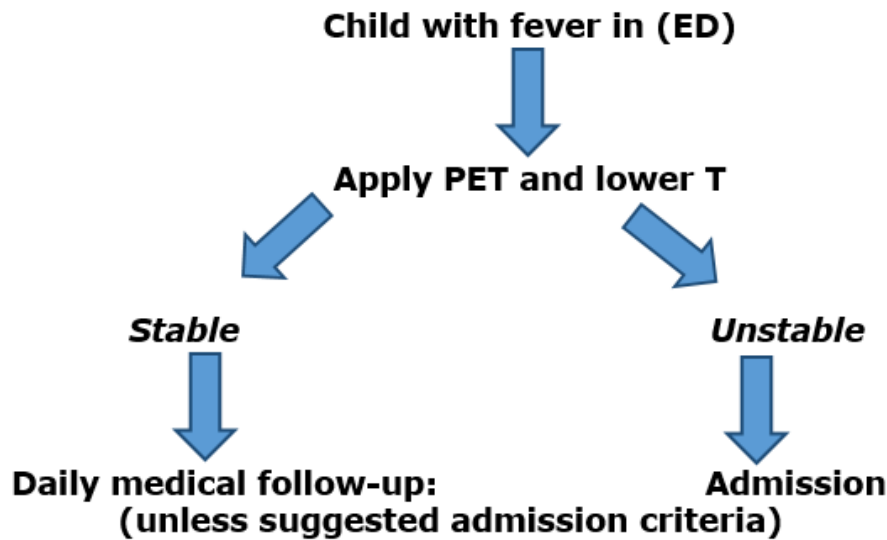 Child with fever in (ED)
Apply PET and lower T
Stable
Unstable
Daily medical follow-up:
Admission
(unless suggested admission criteria)